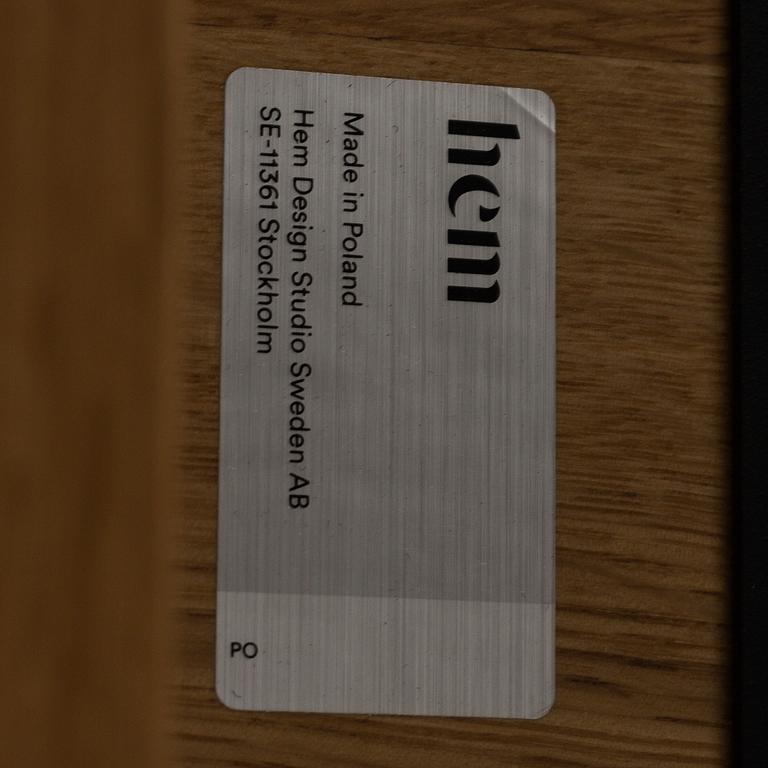 hem
Made in Poland
Hem Design Studio Sweden AB
SE-11361 Stockholm
PO